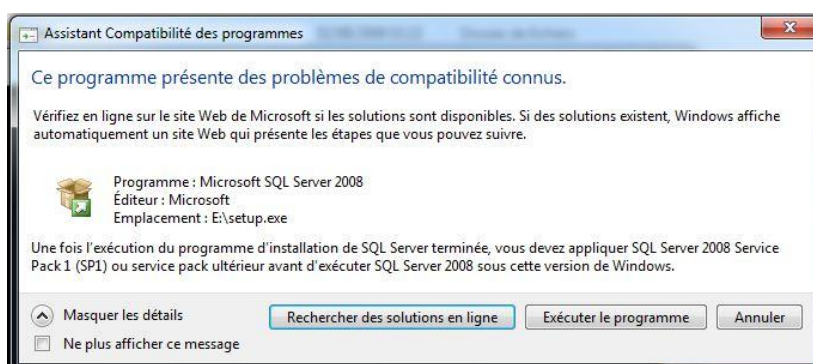 Assistant Compatibilité des programmes
Ce programme présente des problèmes de compatibilité connus.
Vérifiez en ligne sur le site Web de Microsoft si les solutions sont disponibles. Si des solutions existent, Windows affiche
automatiquement un site Web qui présente les étapes que vous pouvez suivre.
Programme : Microsoft SQL Server 2008
Éditeur : Microsoft
Emplacement : E:\setup.exe
Une fois l'exécution du programme d'installation de SQL Server terminée, vous devez appliquer SQL Server 2008 Service
Pack 1 (SP1) ou service pack ultérieur avant d'exécuter SQL Server 2008 sous cette version de Windows.
Masquer les détails Rechercher des solutions en ligne Exécuter le programme Annuler
Ne plus afficher ce message